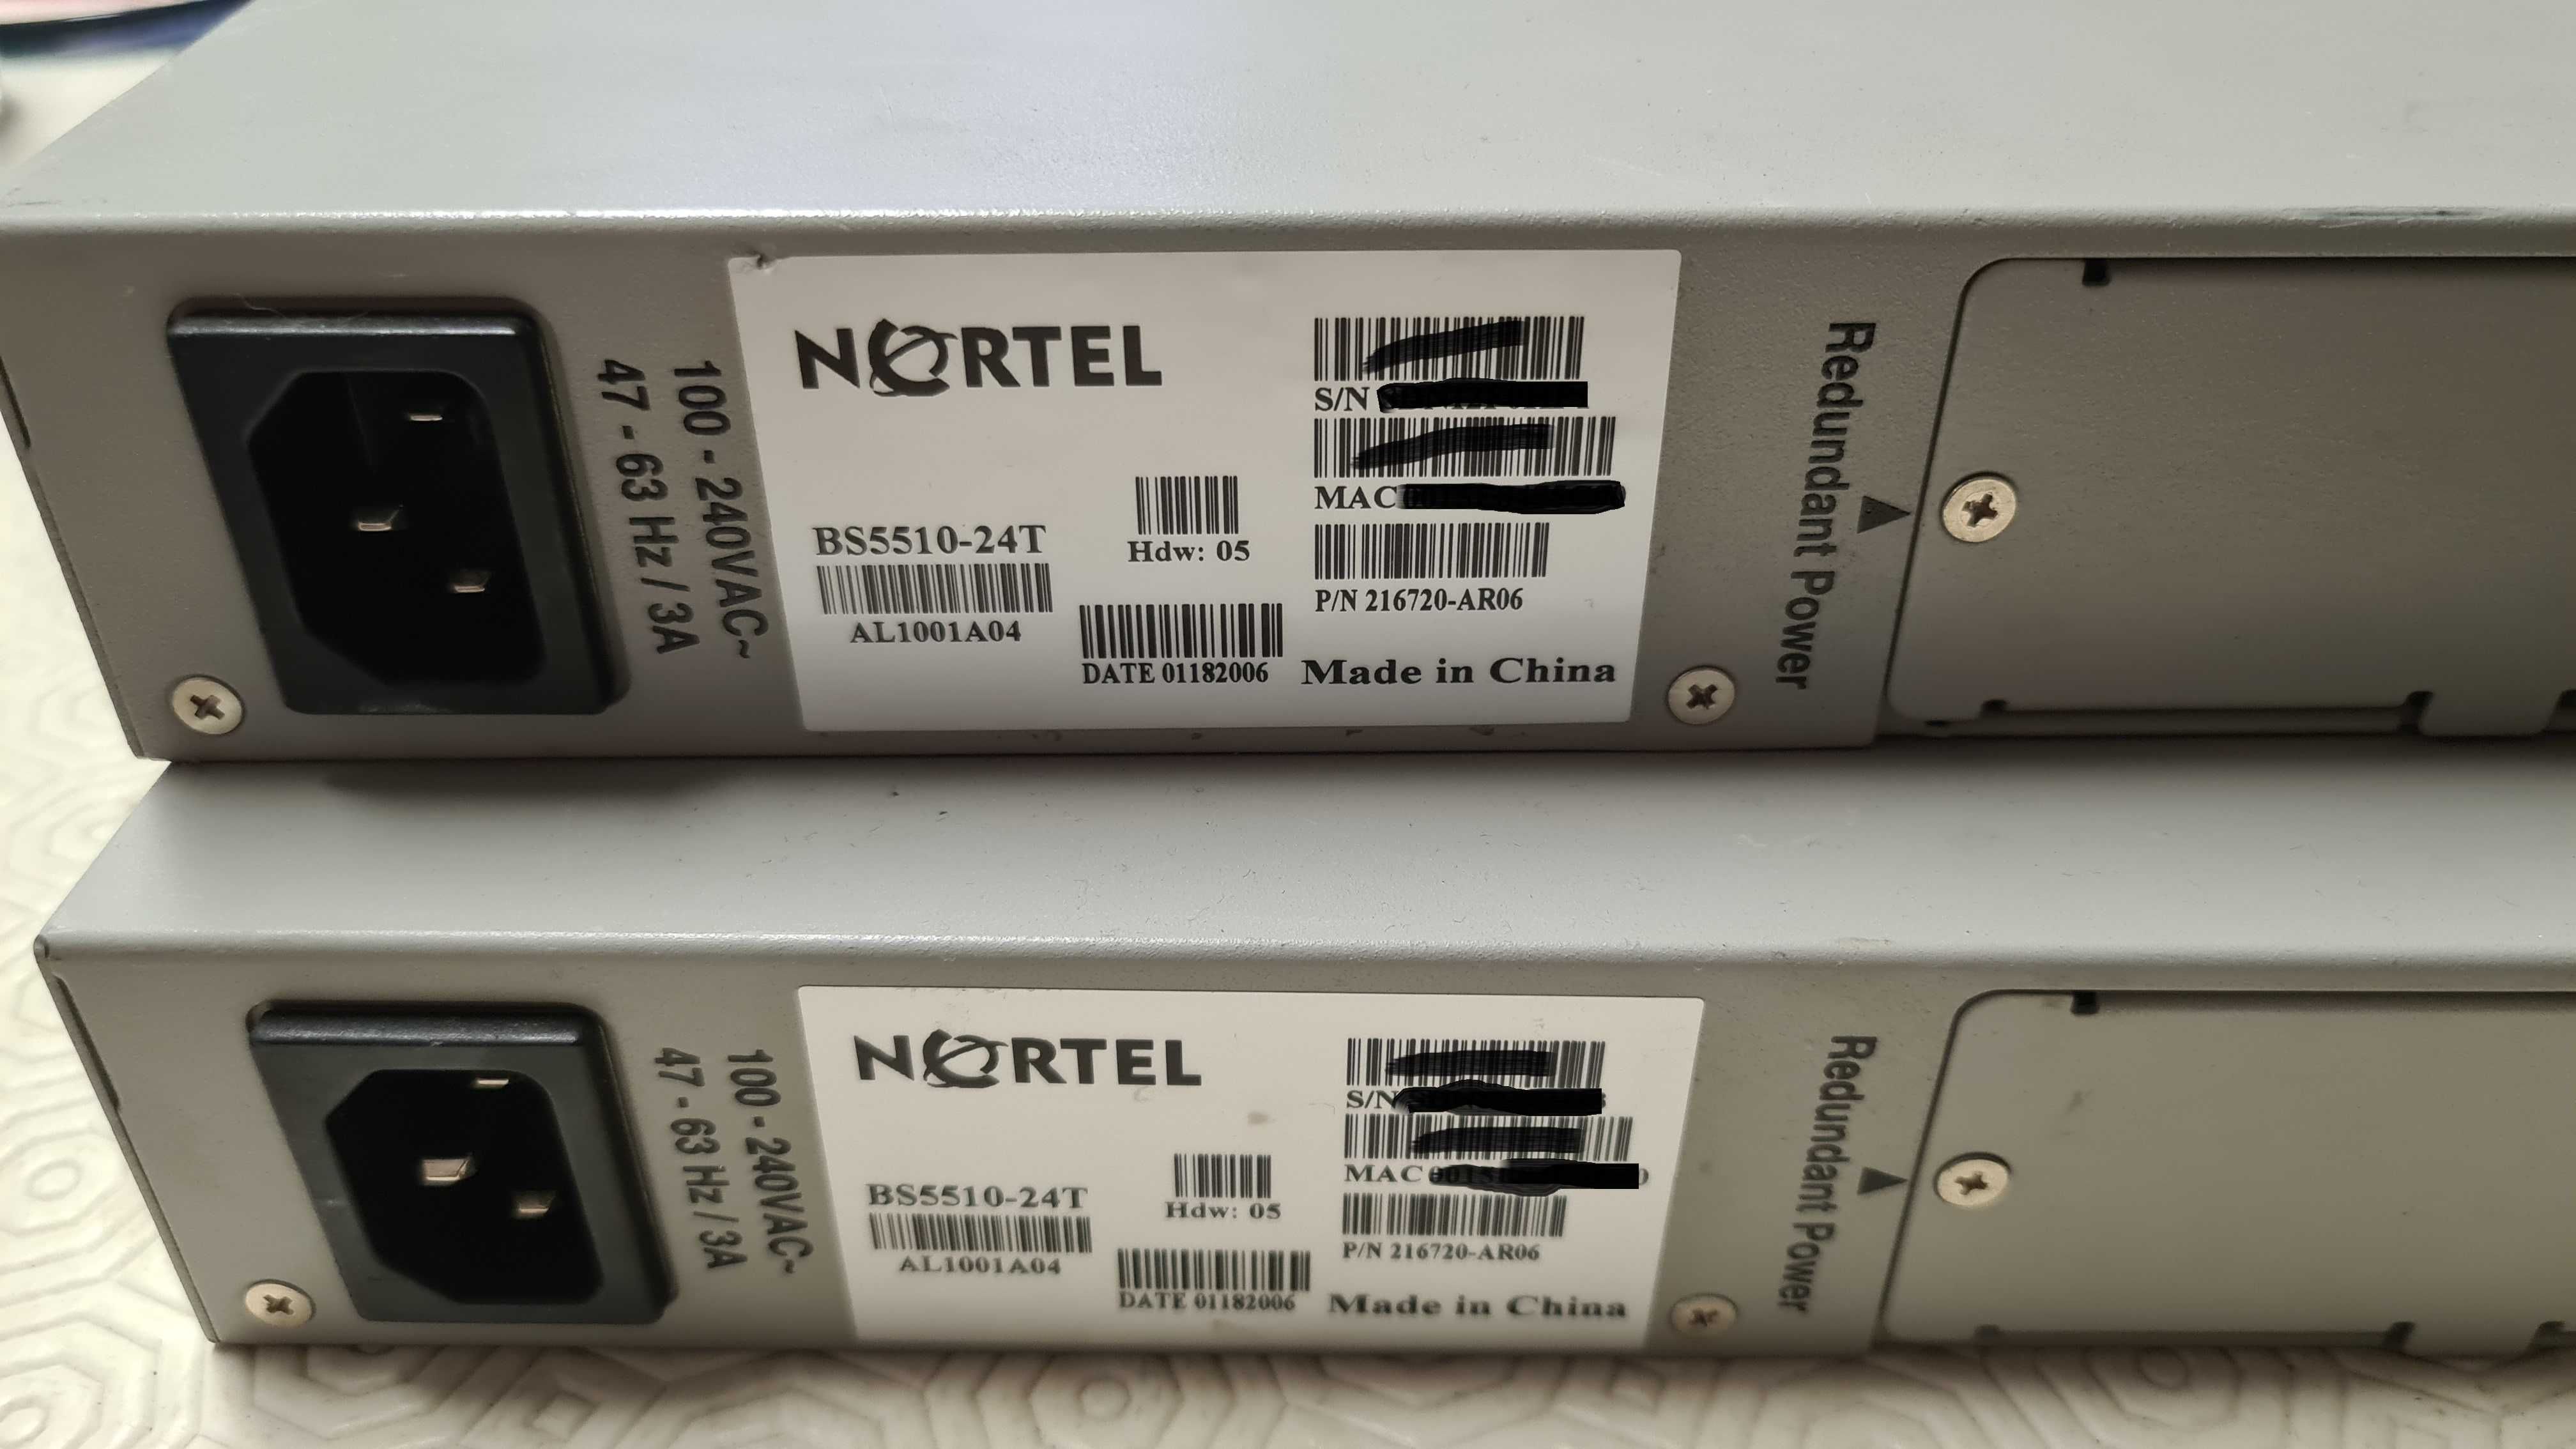 100 - 240VAC~
47 - 63 Hz / 3A
NORTEL
BS5510-24T
AL1001A04
Hdw: 05
DATE 01182006
S/N
MAC
P/N 216720-AR06
Made in China
Redundant Power
100 - 240VAC~
47 - 63 Hz / 3A
NORTEL
BS5510-24T
AL1001A04
Hdw: 05
DATE 01182006
S/N
MAC
P/N 216720-AR06
Made in China
Redundant Power